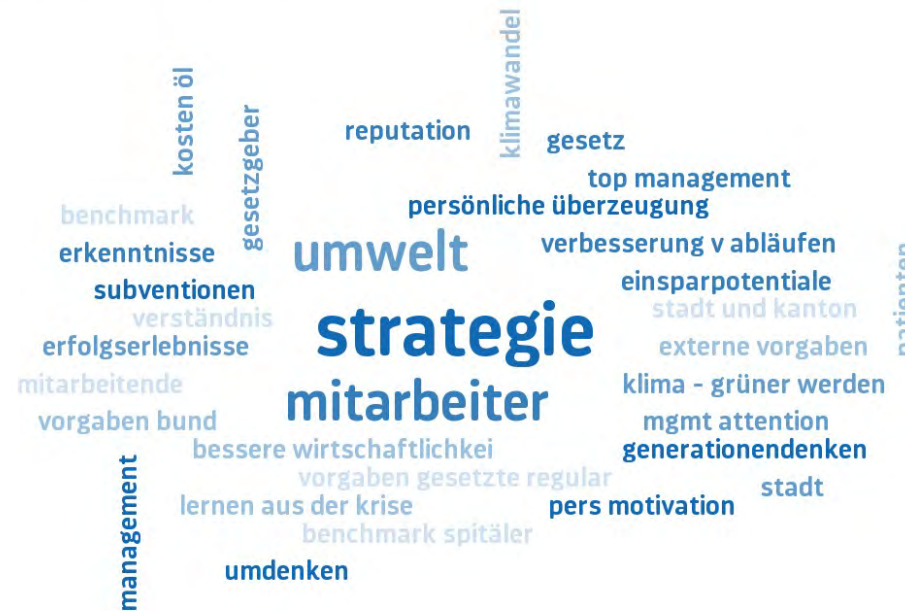 klimawandel
kosten öl
gesetzgeber
reputation
gesetz
top management
persönliche überzeugung
benchmark
umwelt
verbesserung v abläufen
erkenntnisse
einsparpotentiale
patienten
subventionen
stadt und kanton
verständnis
strategie
erfolgserlebnisse
externe vorgaben
mitarbeitende
mitarbeiter
klima - grüner werden
vorgaben bund
mgmt attention
bessere wirtschaftlichkei
generationendenken
vorgaben gesetzte regular
stadt
management
lernen aus der krise
pers motivation
benchmark spitäler
umdenken